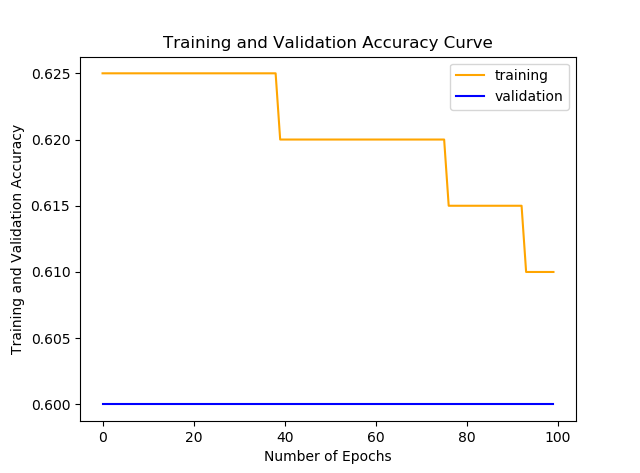 Training and Validation Accuracy Curve
training
validation
Training and Validation Accuracy
0.625
0.620
0.615
0.610
0.605
0.600
0 20 40 60 80 100
Number of Epochs